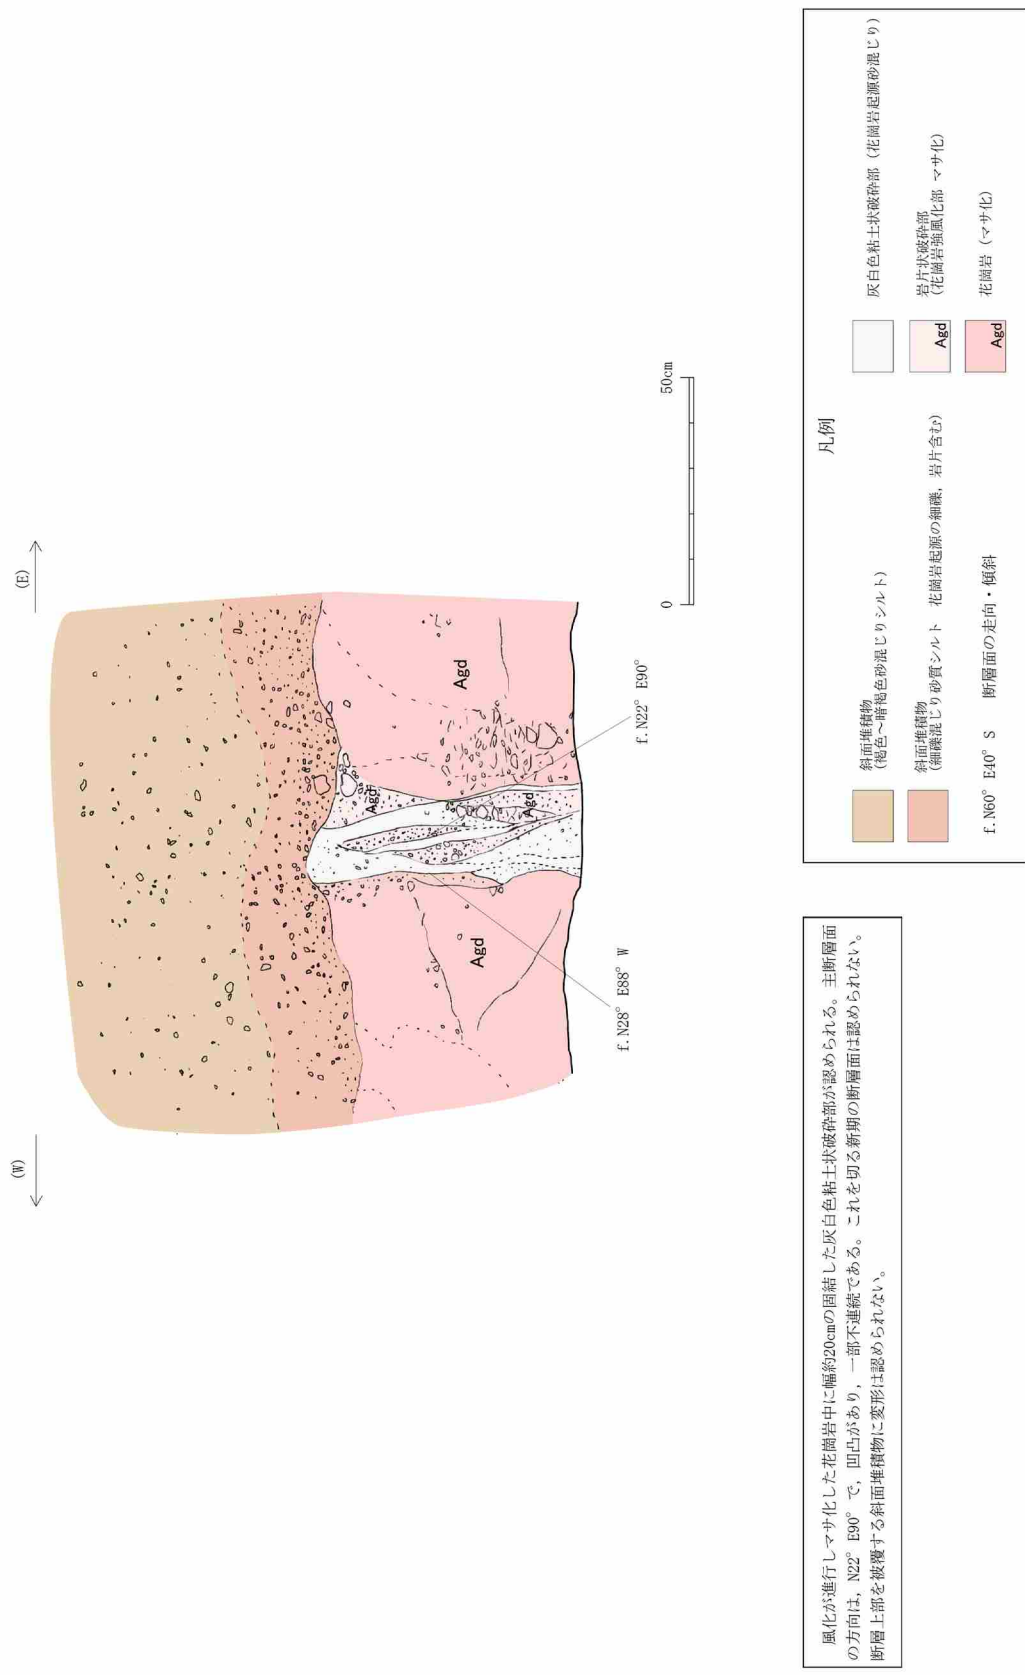 (W)
(E)
Agd
Agd
Agd
Agd
f.N28° E88° W
f.N22° E90°
0
50cm
風化が進行しマサ化した花崗岩中に幅約20cmの固結した灰白色粘土状破砕部が認められる。主断層面
の方向は，N22° E90° で，凹凸があり，一部不連続である。これを切る新期の断層面は認められない。
断層上部を被覆する斜面堆積物に変形は認められない。
凡例
斜面堆積物
(褐色～暗褐色砂混じりシルト)
斜面堆積物
(細礫混じり砂質シルト 花崗岩起源の細礫，岩片含む)
f.N60° E40° S 断層面の走向・傾斜
灰白色粘土状破砕部 (花崗岩起源砂混じり)
Agd
岩片状破砕部
(花崗岩強風化部 マサ化)
Agd
花崗岩 (マサ化)